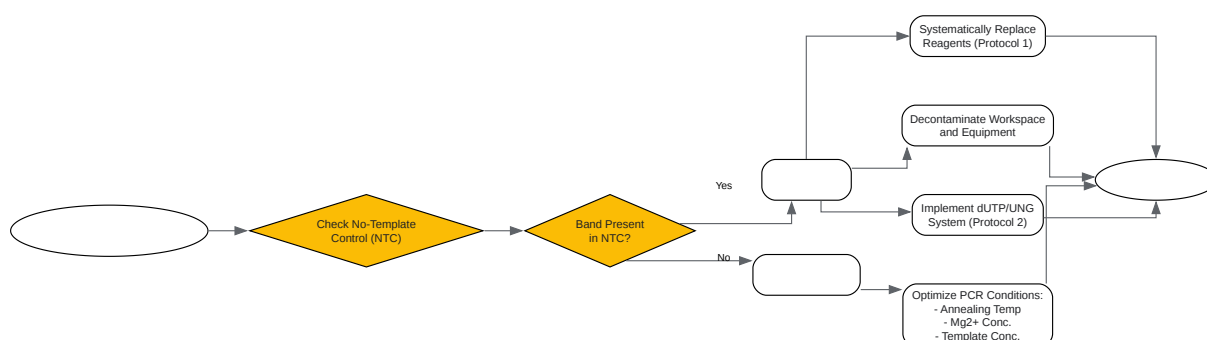 Check No-Template
Control (NTC)
Band Present
in NTC?
Yes
No
Systematically Replace
Reagents (Protocol 1)
Decontaminate Workspace
and Equipment
Implement dUTP/UNG
System (Protocol 2)
Optimize PCR Conditions:
- Annealing Temp
- Mg2+ Conc.
- Template Conc.